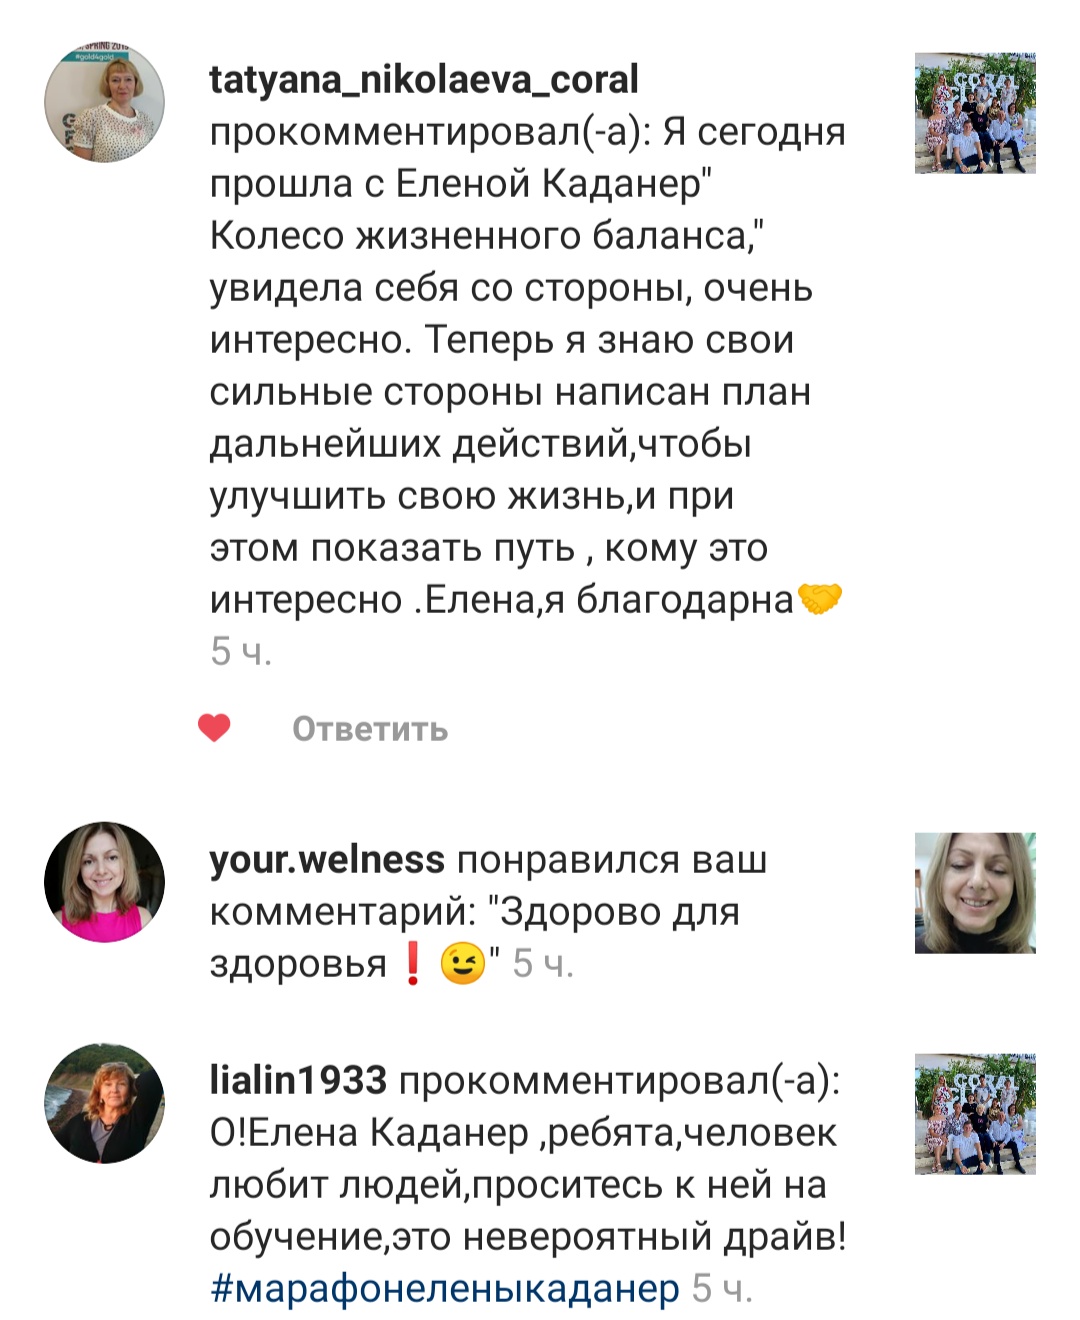 SPRING 2019
#gold4gold
tatyana_nikolaeva_coral
прокомментировал(-а): Я сегодня
прошла с Еленой Каданер"
Колесо жизненного баланса,"
увидела себя со стороны, очень
интересно. Теперь я знаю свои
сильные стороны написан план
дальнейших действий,чтобы
улучшить свою жизнь,и при
этом показать путь , кому это
интересно .Елена,я благодарна🤝
5 ч.
❤ Ответить
your.welness понравился ваш
комментарий: "Здорово для
здоровья❗😉" 5 ч.
lialin1933 прокомментировал(-а):
О!Елена Каданер ,ребята,человек
любит людей,проситесь к ней на
обучение,это невероятный драйв!
#марафонеленыкаданер 5 ч.